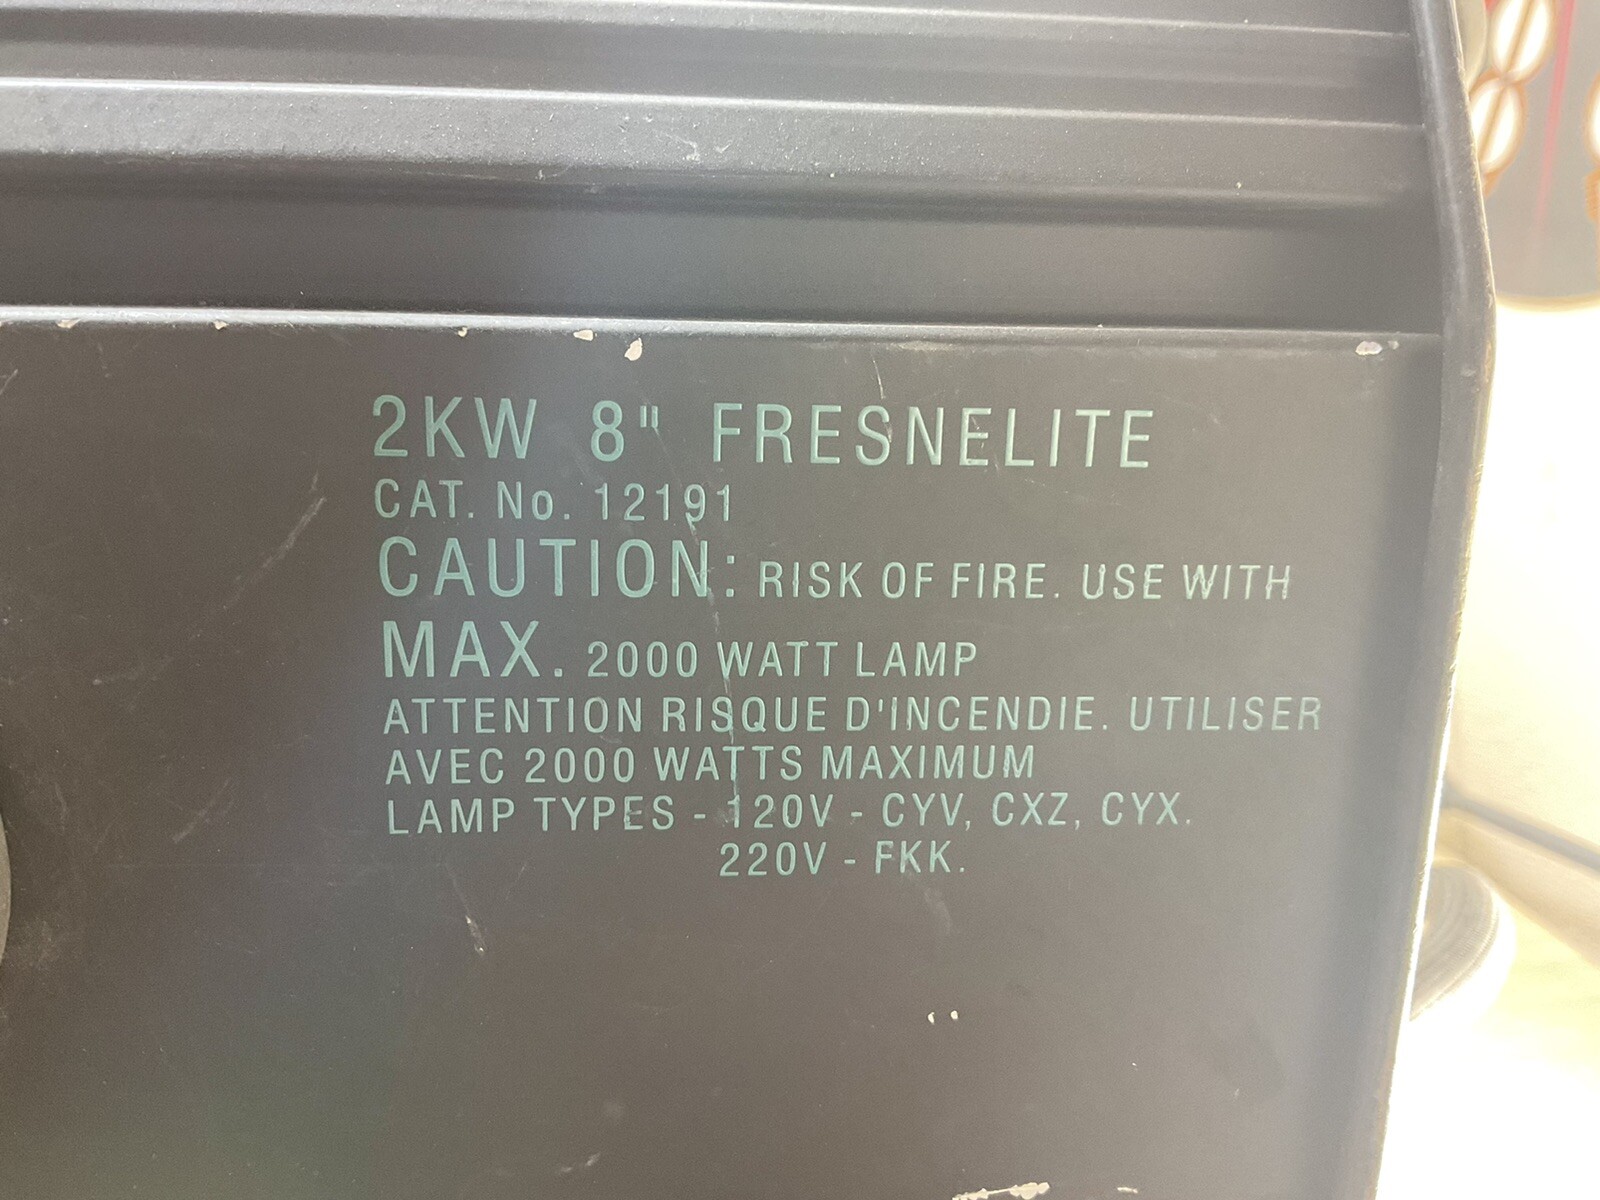 2KW 8" FRESNELITE
CAT. No. 12191
CAUTION: RISK OF FIRE. USE WITH
MAX. 2000 WATT LAMP
ATTENTION RISQUE D'INCENDIE. UTILISER
AVEC 2000 WATTS MAXIMUM
LAMP TYPES - 120V - CYV, CXZ, CYX.
220V - FKK.